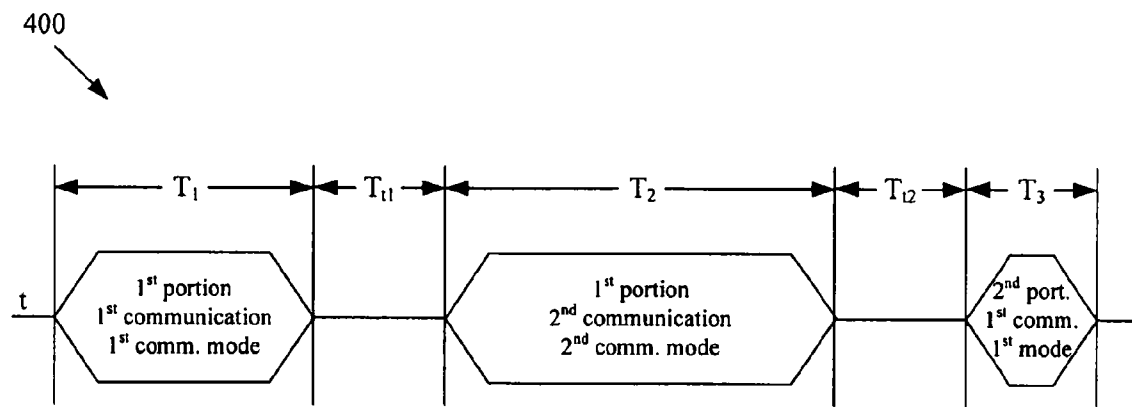 400
T₁ Tₜ₁ T₂ Tₜ₂ T₃
t
1st portion
1st communication
1st comm. mode
1st portion
2nd communication
2nd comm. mode
2nd port.
1st comm.
1st mode